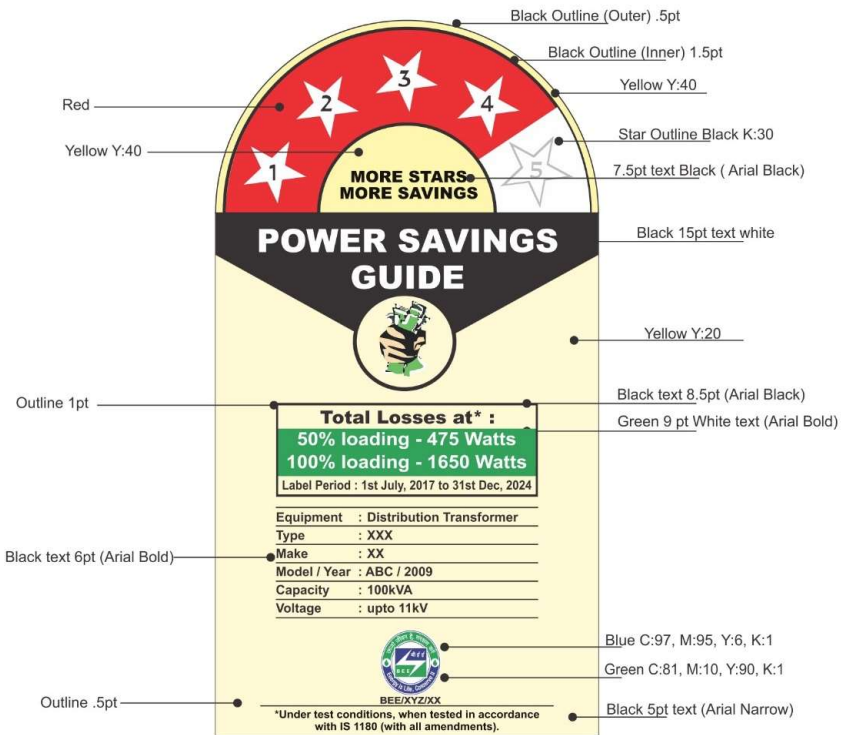 Black Outline (Outer) .5pt
Black Outline (Inner) 1.5pt
Yellow Y:40
Red
Star Outline Black K:30
Yellow Y:40
7.5pt text Black ( Arial Black)
1
2
3
4
5
MORE STARS
MORE SAVINGS
POWER SAVINGS
GUIDE
Black 15pt text white
Yellow Y:20
Outline 1pt
Black text 8.5pt (Arial Black)
Green 9 pt White text (Arial Bold)
Total Losses at* :
50% loading - 475 Watts
100% loading - 1650 Watts
Label Period : 1st July, 2017 to 31st Dec, 2024
Equipment : Distribution Transformer
Type : XXX
Black text 6pt (Arial Bold)
Make : XX
Model / Year : ABC / 2009
Capacity : 100kVA
Voltage : upto 11kV
Blue C:97, M:95, Y:6, K:1
Green C:81, M:10, Y:90, K:1
BEE
Outline .5pt
BEE/XYZ/XX
Black 5pt text (Arial Narrow)
*Under test conditions, when tested in accordance
with IS 1180 (with all amendments).